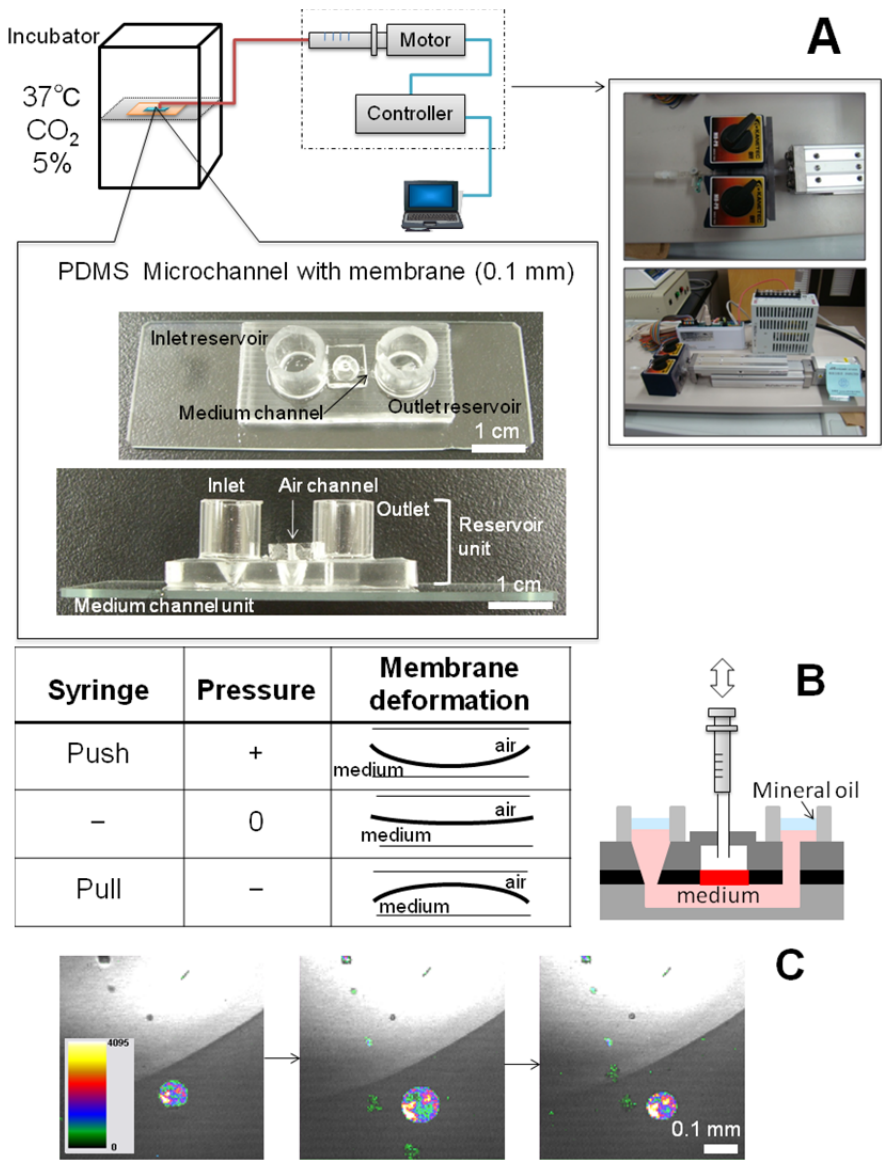 A
Incubator
37°C
CO2
5%
Motor
Controller
PDMS Microchannel with membrane (0.1 mm)
Inlet reservoir
Medium channel
Outlet reservoir
1 cm
Inlet
Air channel
Outlet
Reservoir
unit
Medium channel unit
1 cm
KANETEC
KANETEC
B
Syringe
Pressure
Membrane
deformation
Push
+
air
medium
–
0
air
medium
Pull
–
air
medium
Mineral oil
medium
C
4095
0
0.1 mm